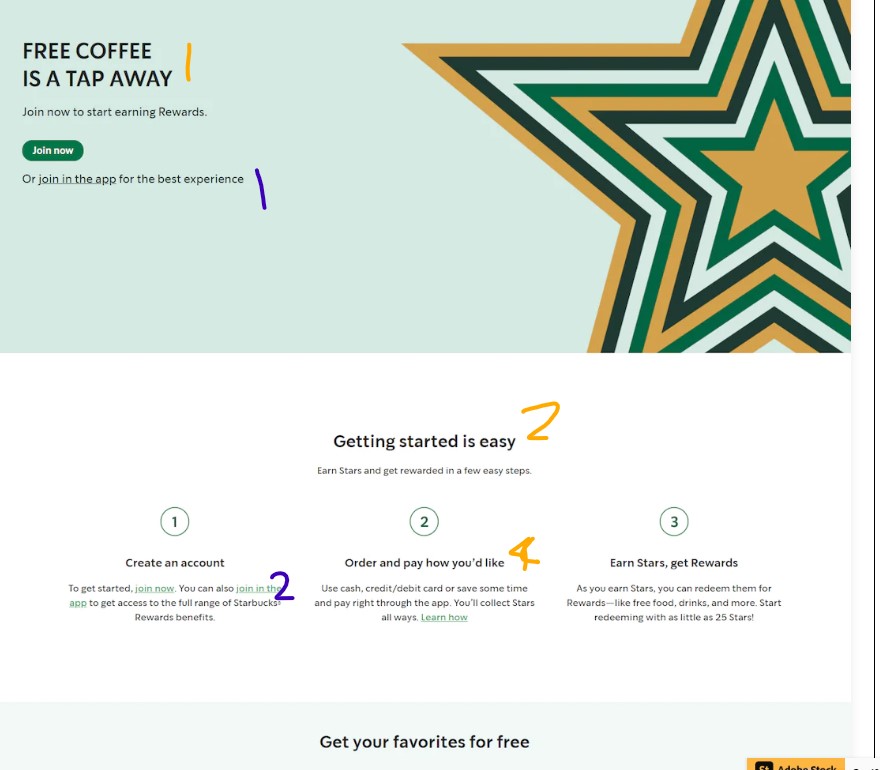 FREE COFFEE
IS A TAP AWAY
1
Join now to start earning Rewards.
Join now
Or join in the app for the best experience
1
2
Getting started is easy
Earn Stars and get rewarded in a few easy steps.
1
2
3
Create an account
Order and pay how you'd like
4
Earn Stars, get Rewards
To get started, join now. You can also join in the
2
app to get access to the full range of Starbucks®
Rewards benefits.
Use cash, credit/debit card or save some time
and pay right through the app. You'll collect Stars
all ways. Learn how
As you earn Stars, you can redeem them for
Rewards—like free food, drinks, and more. Start
redeeming with as little as 25 Stars!
Get your favorites for free
St Adobe Stock